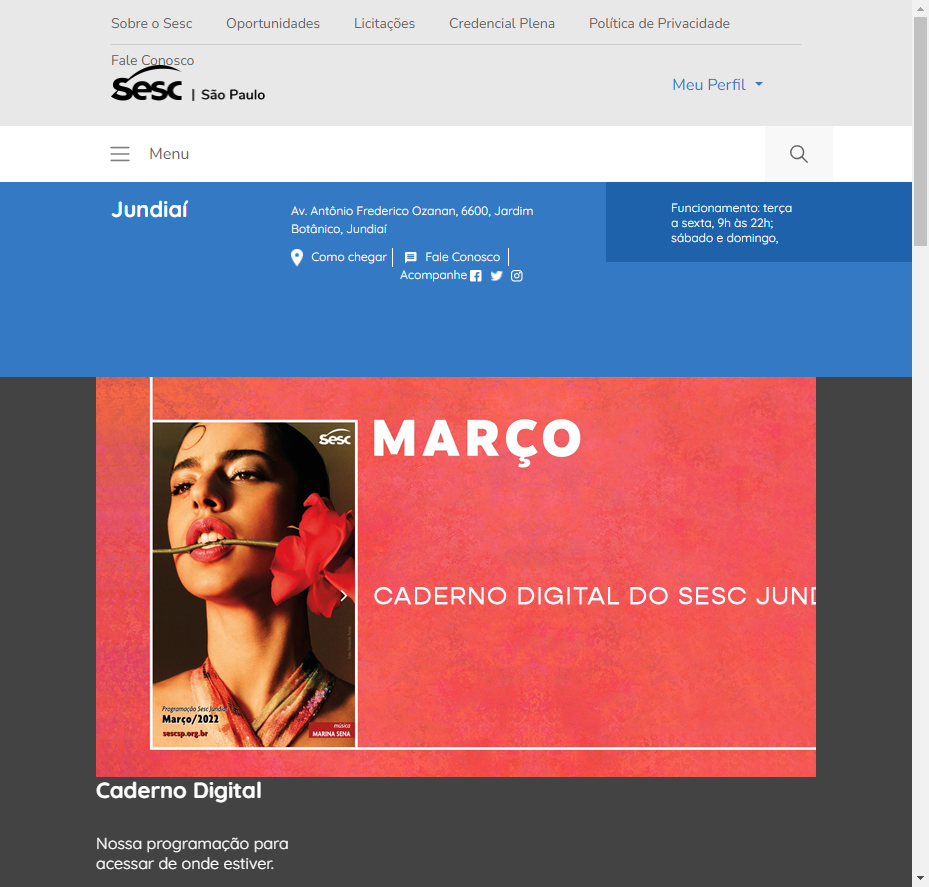 Sobre o Sesc Oportunidades Licitações Credencial Plena Política de Privacidade
Fale Conosco
Sesc | São Paulo
Meu Perfil
Menu
Jundiaí
Av. Antônio Frederico Ozanan, 6600, Jardim
Botânico, Jundiaí
Como chegar
Fale Conosco
Acompanhe
Funcionamento: terça
a sexta, 9h às 22h;
sábado e domingo,
Sesc
MARÇO
CADERNO DIGITAL DO SESC JUND
Programação Sesc Jundiaí
Março/2022
sescsp.org.br
música
MARINA SENA
Caderno Digital
Nossa programação para
acessar de onde estiver.